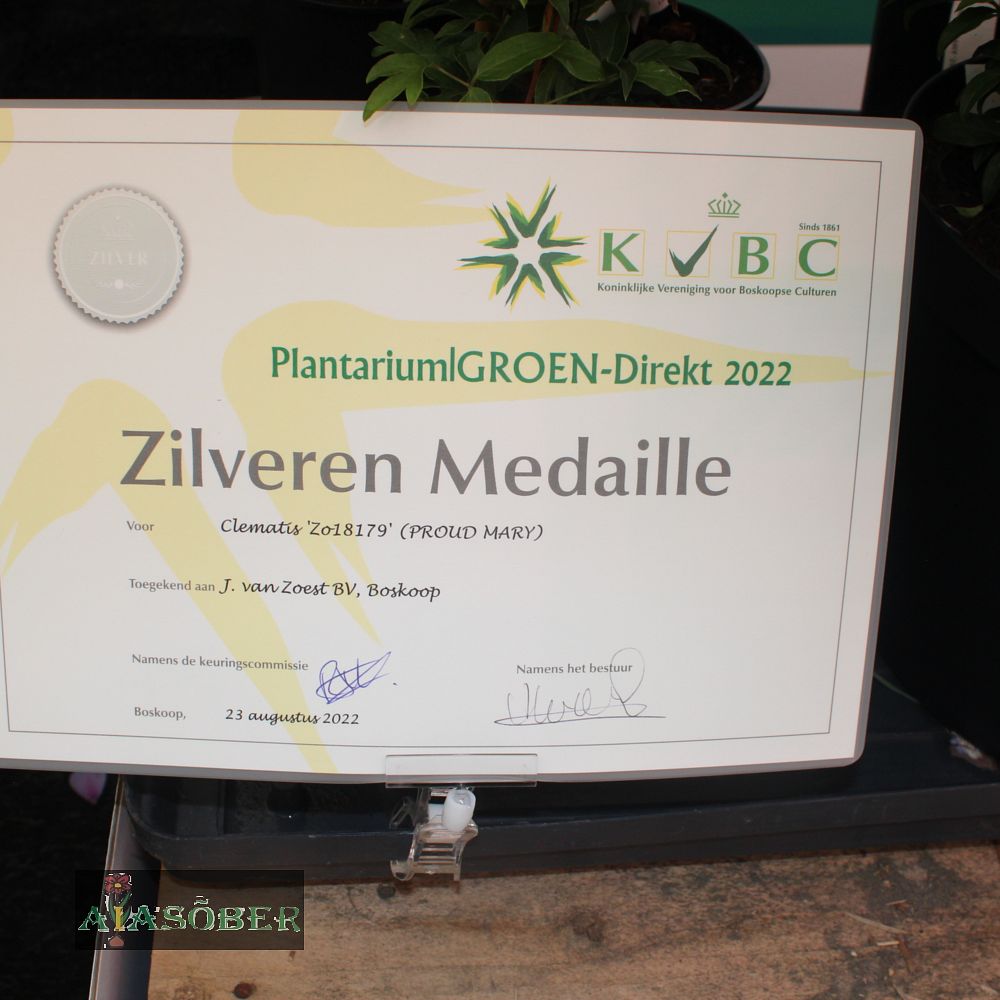 ZILVER
Sinds 1861
KVBC
Koninklijke Vereniging voor Boskoopse Culturen
Plantarium|GROEN-Direkt 2022
Zilveren Medaille
Voor Clematis 'Zo18179' (PROUD MARY)
Toegekend aan J. van Zoest BV, Boskoop
Namens de keuringscommissie
Namens het bestuur
Boskoop, 23 augustus 2022
AIASÕBER